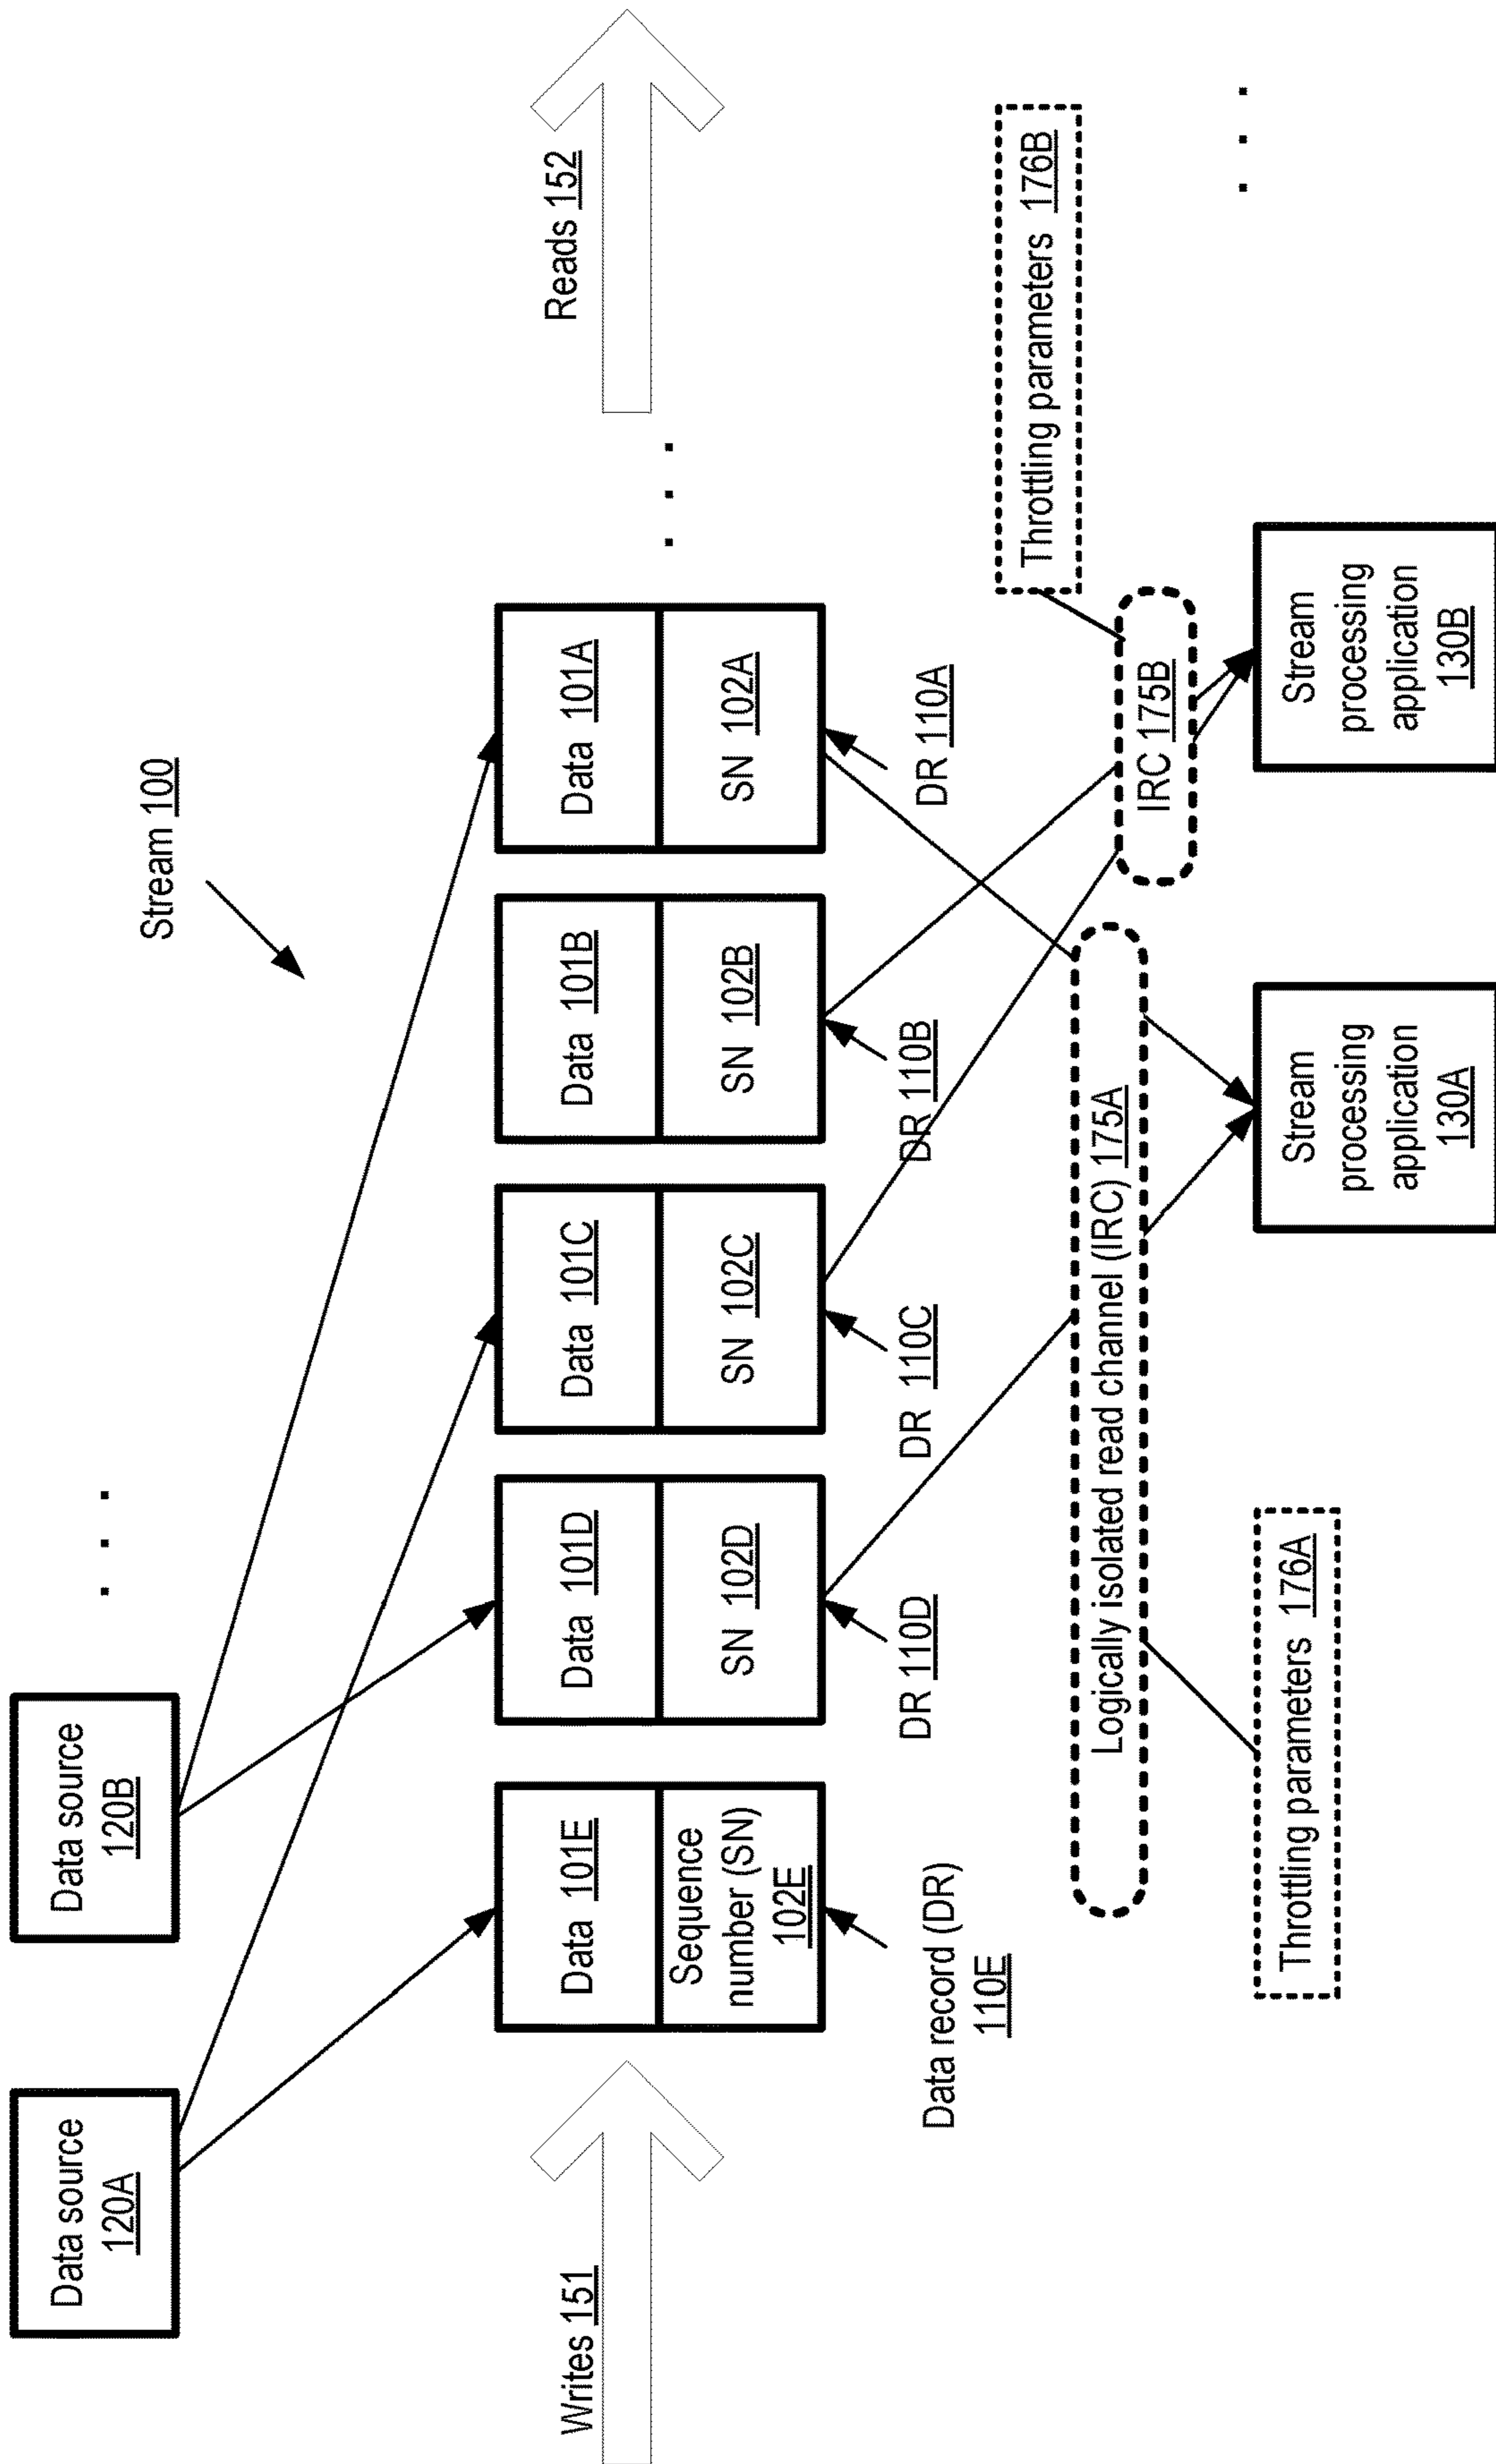 Data source
120A
Data source
120B
. . .
Stream 100
Writes 151
Reads 152
Data 101E
Data 101D
Data 101C
Data 101B
Data 101A
. . .
Sequence
number (SN)
102E
SN 102D
SN 102C
SN 102B
SN 102A
Data record (DR)
110E
DR 110D
DR 110C
DR 110B
DR 110A
Throttling parameters 176B
Logically isolated read channel (IRC) 175A
IRC 175B
Throttling parameters 176A
Stream
processing
application
130A
Stream
processing
application
130B
. . .